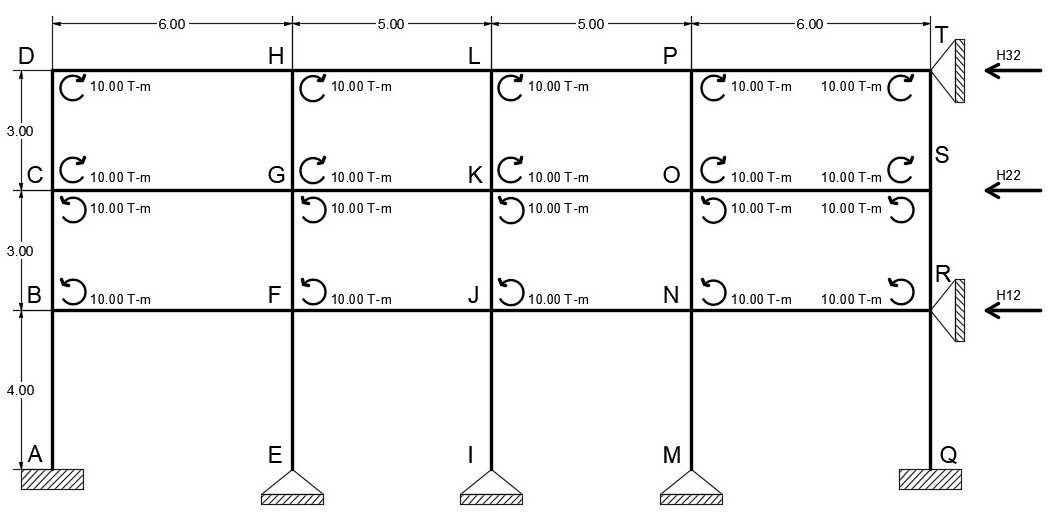 6.00 5.00 5.00 6.00
T
D H L P
H32
10.00 T-m 10.00 T-m 10.00 T-m 10.00 T-m 10.00 T-m
3.00
S
C G K O
10.00 T-m 10.00 T-m 10.00 T-m 10.00 T-m 10.00 T-m
H22
10.00 T-m 10.00 T-m 10.00 T-m 10.00 T-m 10.00 T-m
3.00
R
B F J N
10.00 T-m 10.00 T-m 10.00 T-m 10.00 T-m 10.00 T-m
H12
4.00
A E I M Q